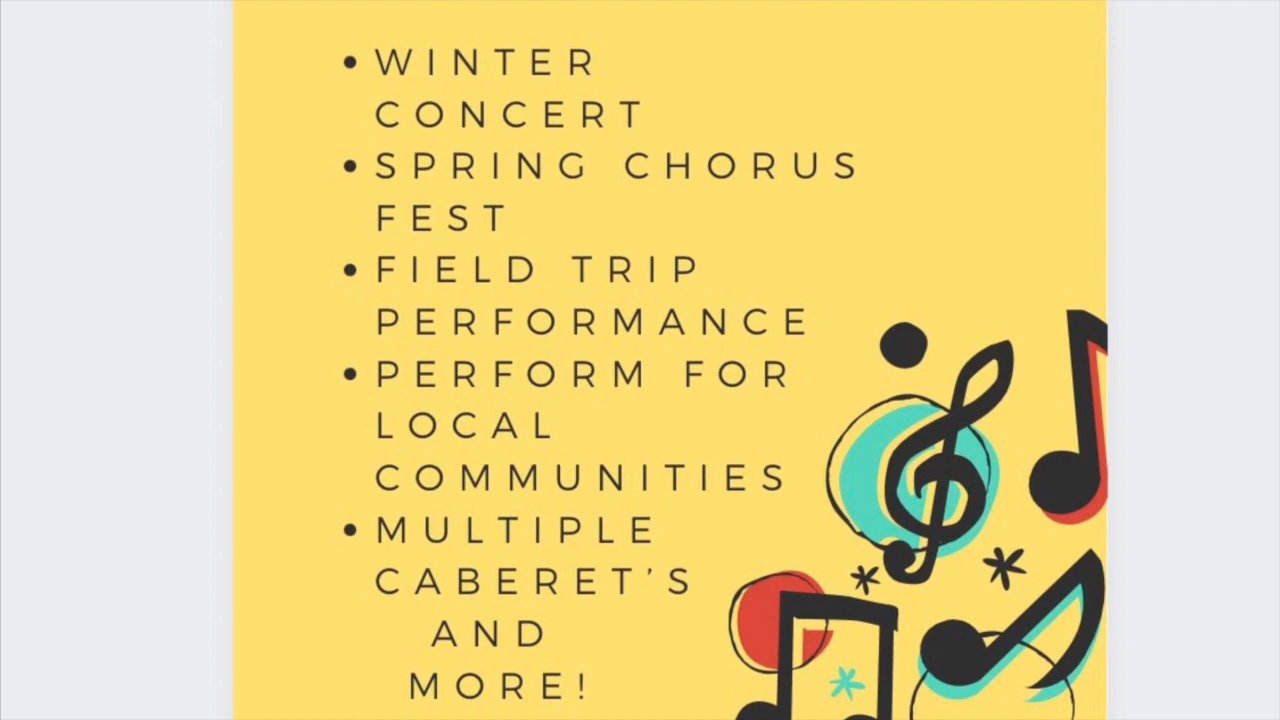 • WINTER
CONCERT
• SPRING CHORUS
FEST
• FIELD TRIP
PERFORMANCE
• PERFORM FOR
LOCAL
COMMUNITIES
• MULTIPLE
CABERET'S
AND
MORE!